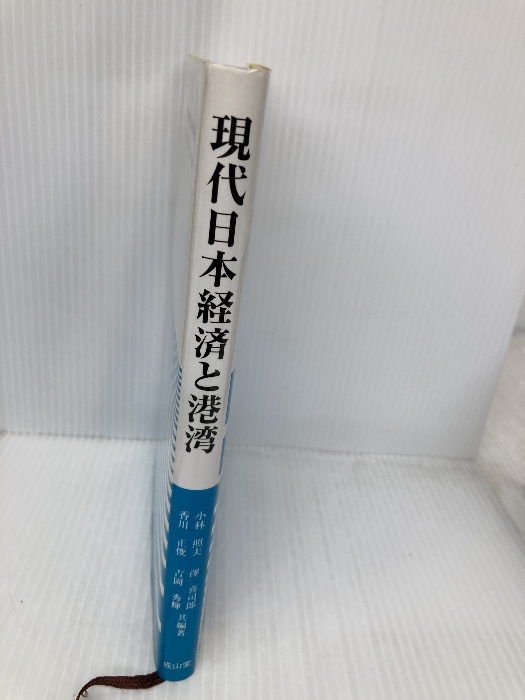 現代日本経済と港湾
小林 照夫 澤 喜司郎
香川 正俊 吉岡 秀輝 共編著
成山堂